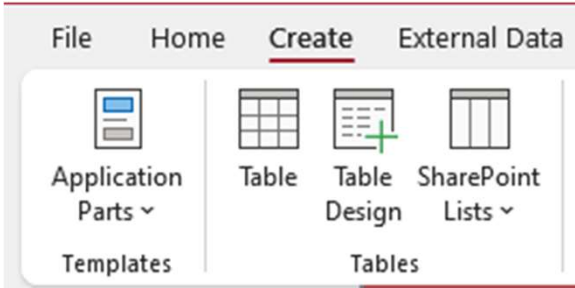 File Home Create External Data
Application Parts
Table
Table Design
SharePoint Lists
Templates
Tables